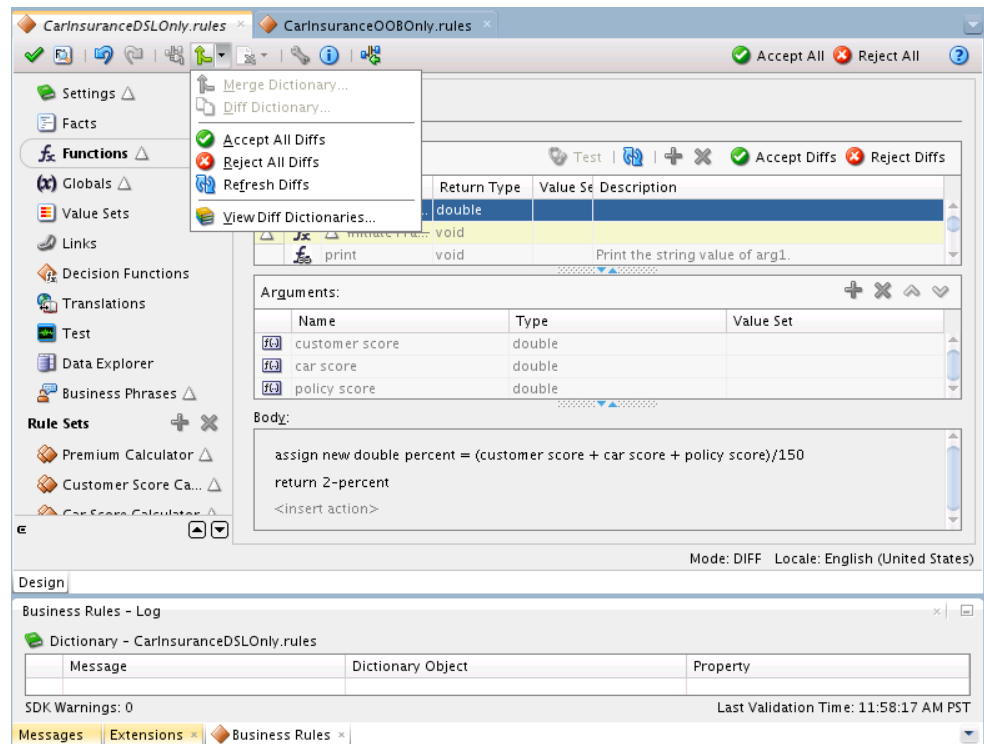 CarInsuranceDSLOnly.rules
CarInsuranceOOBOnly.rules
Accept All
Reject All
Settings
Facts
Functions
Globals
Value Sets
Links
Decision Functions
Translations
Test
Data Explorer
Business Phrases
Rule Sets
Premium Calculator
Customer Score Ca...
Car Score Calculator
Merge Dictionary...
Diff Dictionary...
Accept All Diffs
Reject All Diffs
Refresh Diffs
View Diff Dictionaries...
Test
Accept Diffs
Reject Diffs
Return Type Value Se Description
double
void
print void Print the string value of arg1.
Arguments:
Name Type Value Set
customer score double
car score double
policy score double
Body:
assign new double percent = (customer score + car score + policy score)/150
return 2-percent
<insert action>
Mode: DIFF Locale: English (United States)
Design
Business Rules - Log
Dictionary - CarInsuranceDSLOnly.rules
Message Dictionary Object Property
SDK Warnings: 0 Last Validation Time: 11:58:17 AM PST
Messages Extensions Business Rules